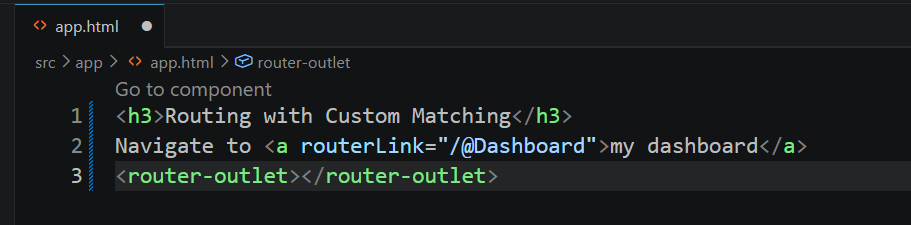 app.html
src app app.html router-outlet
Go to component
1 <h3>Routing with Custom Matching</h3>
2 Navigate to <a routerLink="/@Dashboard">my dashboard</a>
3 <router-outlet></router-outlet>